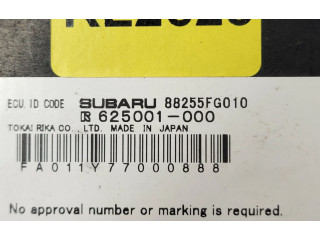 ECU, ID CODE SUBARU 88255FG010
R 625001-000
TOKAI RIKA CO., LTD. MADE IN JAPAN
FA011Y77000888
No approval number or marking is required.